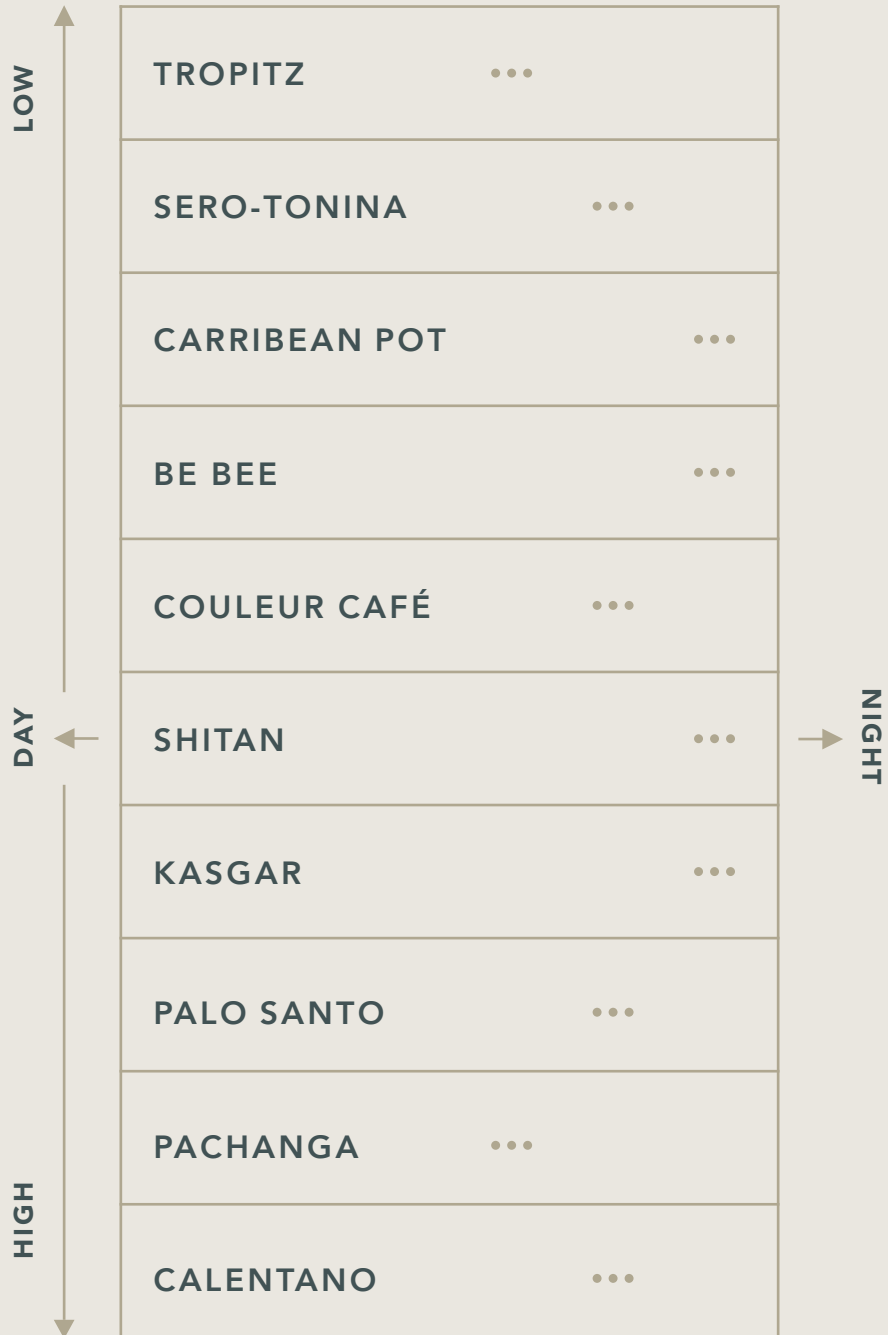 LOW
TROPITZ
SERO-TONINA
CARRIBEAN POT
BE BEE
COULEUR CAFÉ
DAY
SHITAN
NIGHT
KASGAR
PALO SANTO
PACHANGA
HIGH
CALENTANO